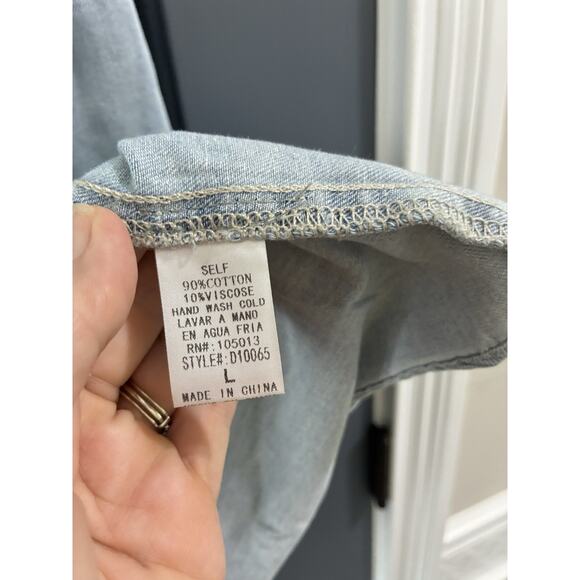 SELF
90%COTTON
10%VISCOSE
HAND WASH COLD
LAVAR A MANO
EN AGUA FRIA
RN#:105013
STYLE#:D10065
L
MADE IN CHINA